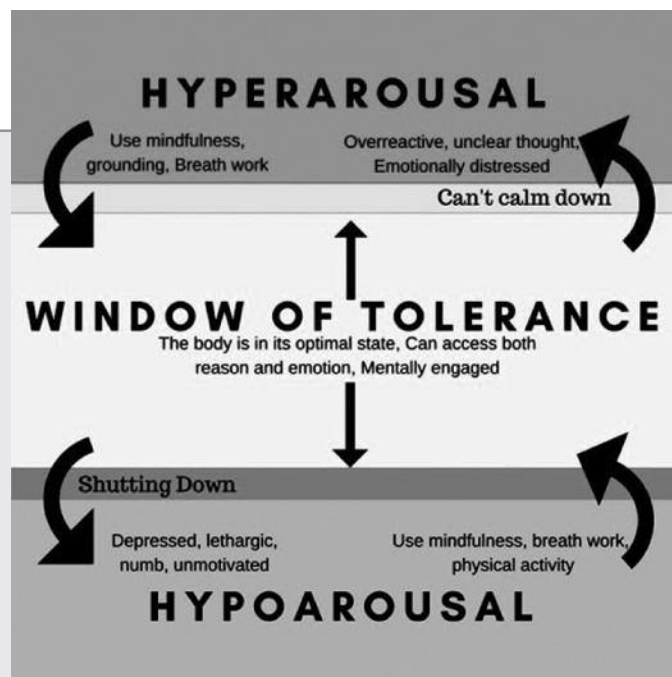 HYPERAROUSAL
Use mindfulness,
grounding, Breath work
Overreactive, unclear thought,
Emotionally distressed
Can't calm down
WINDOW OF TOLERANCE
The body is in its optimal state, Can access both
reason and emotion, Mentally engaged
Shutting Down
Depressed, lethargic,
numb, unmotivated
Use mindfulness, breath work,
physical activity
HYPOAROUSAL